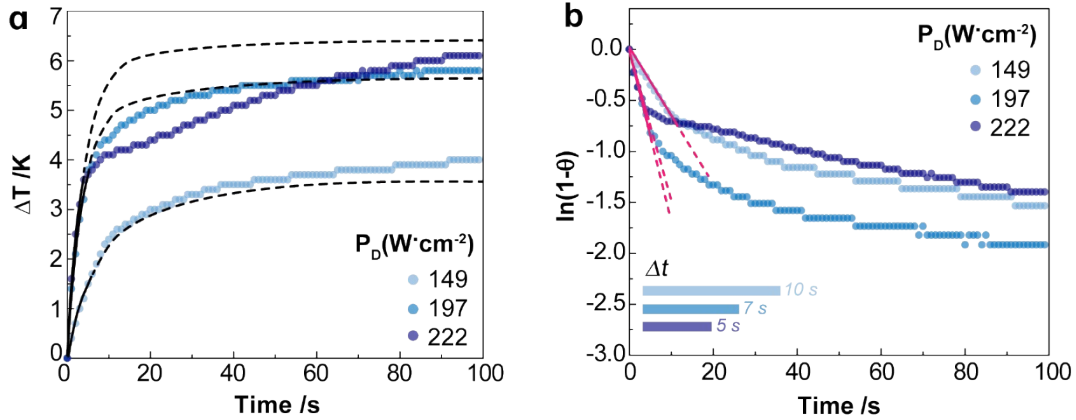 a
ΔT /K
7
6
5
4
3
2
1
0
0
20
40
60
80
100
Time /s
P_D(W·cm⁻²)
149
197
222
b
ln(1-θ)
0.0
-0.5
-1.0
-1.5
-2.0
-2.5
-3.0
0
20
40
60
80
100
Time /s
P_D(W·cm⁻²)
149
197
222
Δt
10 s
7 s
5 s